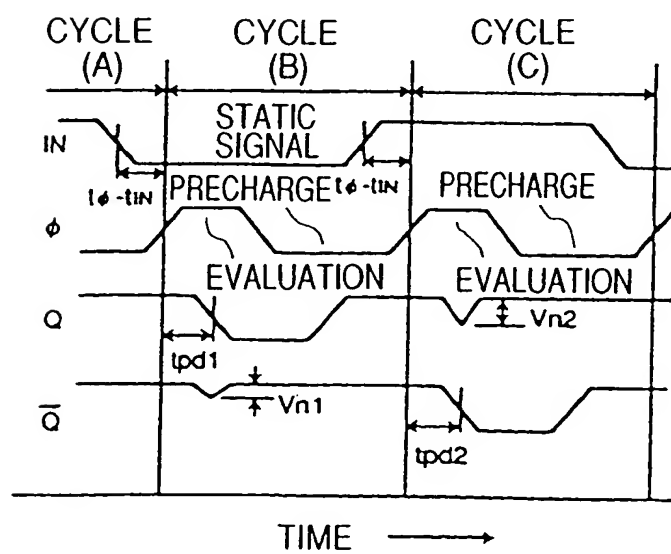 CYCLE CYCLE CYCLE
(A) (B) (C)
IN STATIC
SIGNAL
tφ-tIN tφ-tIN
PRECHARGE PRECHARGE
φ
EVALUATION EVALUATION
Q tpd1 Vn2
Q̅ Vn1 tpd2
TIME